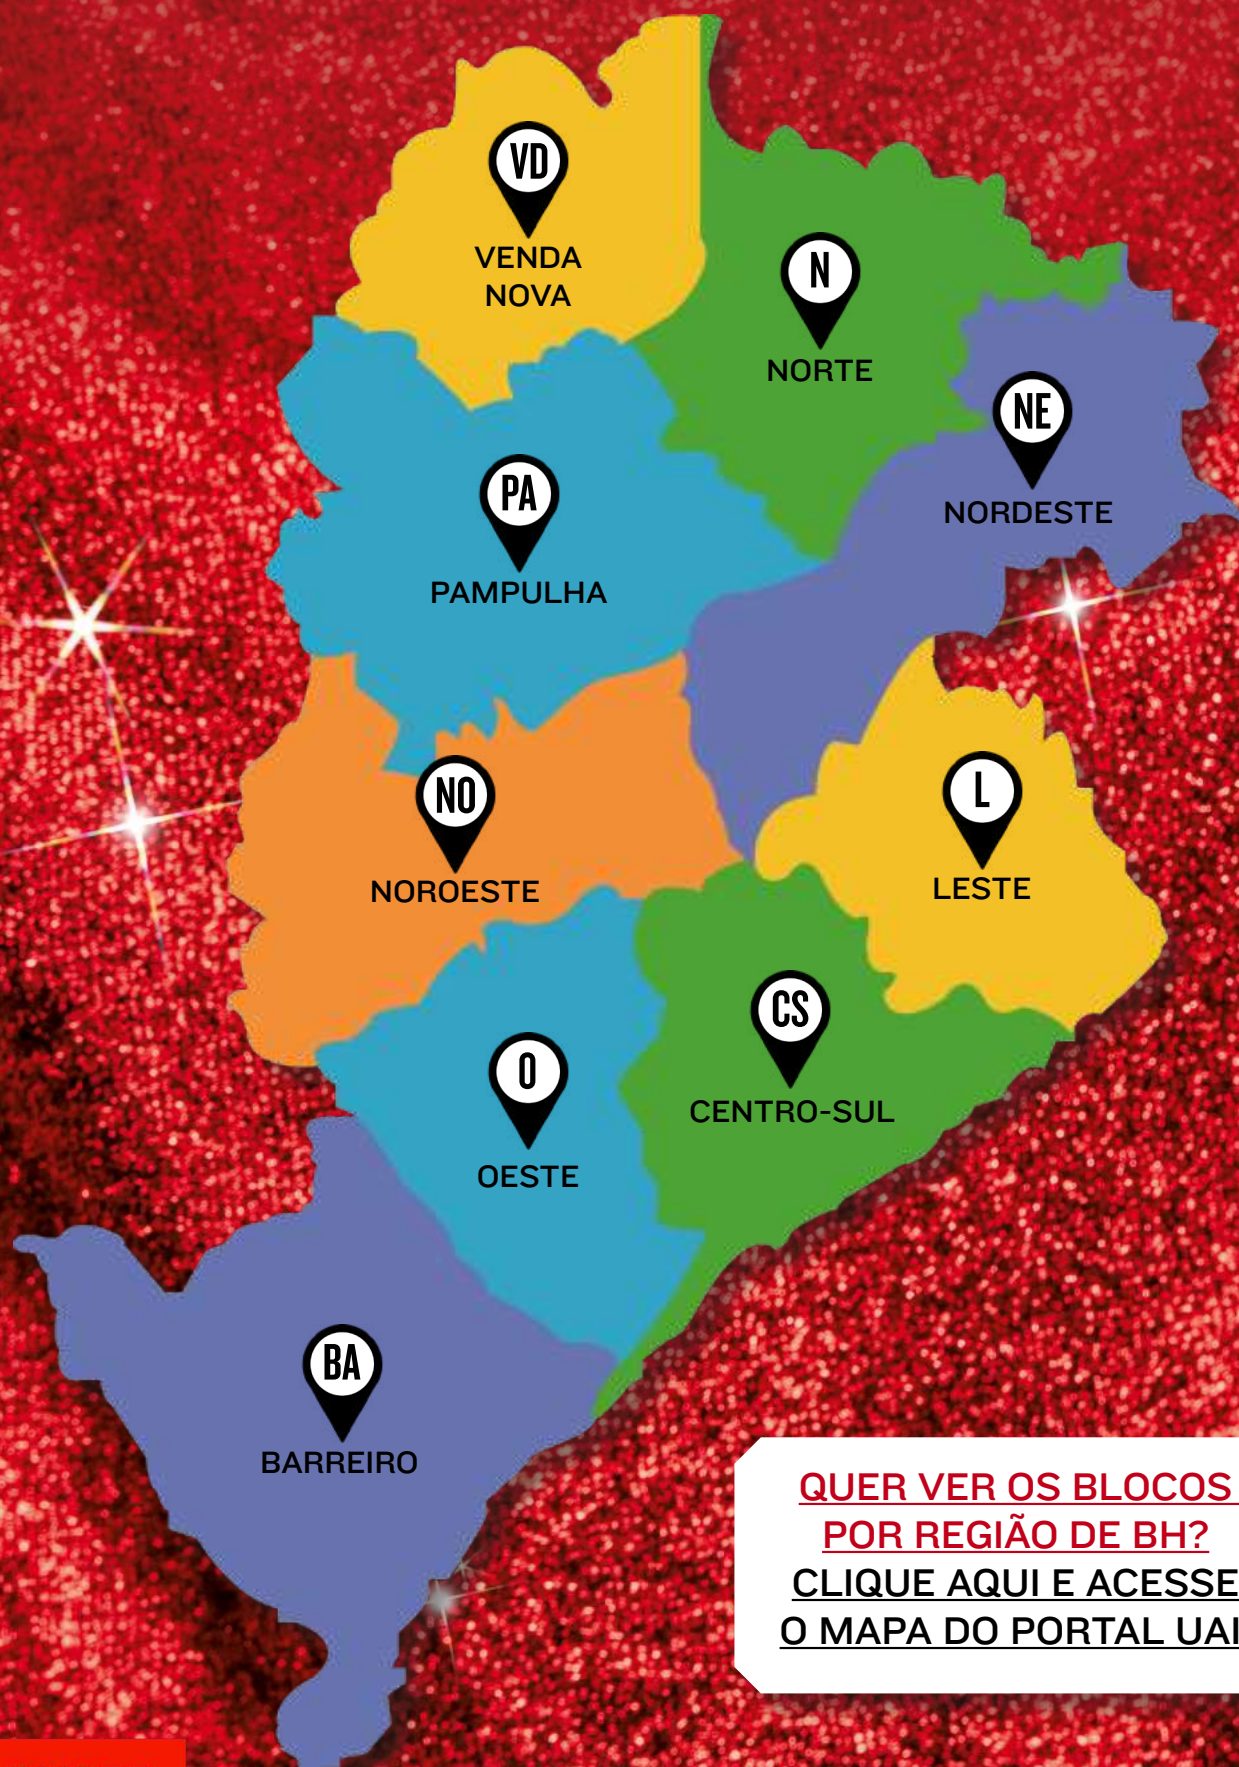 VD
VENDA
NOVA
N
NORTE
NE
NORDESTE
PA
PAMPULHA
NO
NOROESTE
L
LESTE
CS
CENTRO-SUL
O
OESTE
BA
BARREIRO
QUER VER OS BLOCOS
POR REGIÃO DE BH?
CLIQUE AQUI E ACESSE
O MAPA DO PORTAL UAI